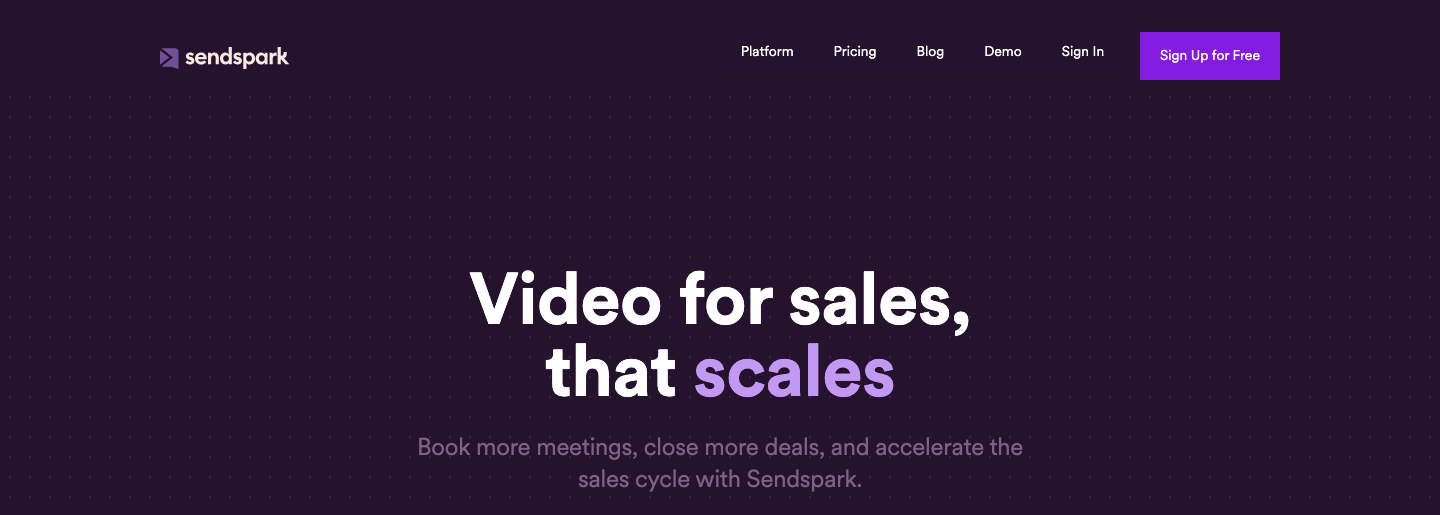 sendspark
Platform
Pricing
Blog
Demo
Sign In
Sign Up for Free
Video for sales,
that scales
Book more meetings, close more deals, and accelerate the
sales cycle with Sendspark.